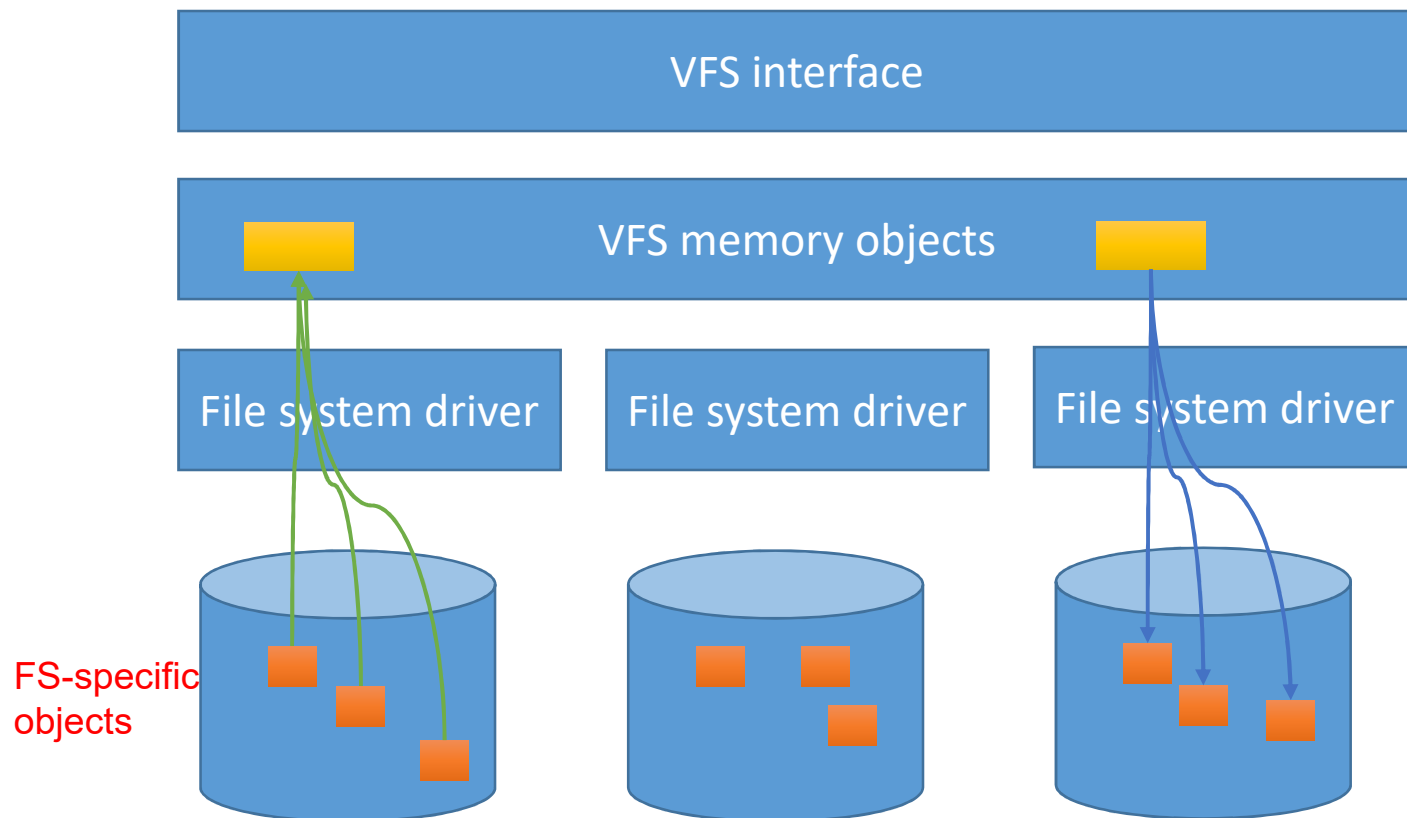 VFS interface
VFS memory objects
File system driver
File system driver
File system driver
FS-specific
objects